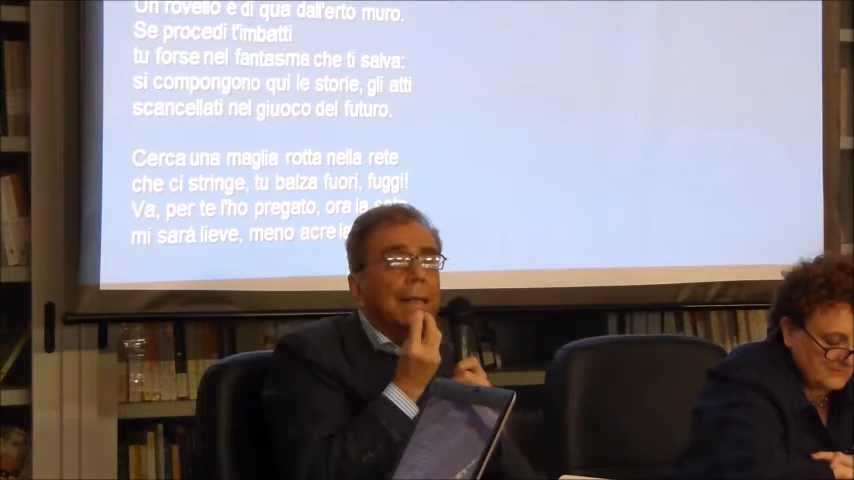 Un rovello è di qua dall'erto muro.
Se procedi t'imbatti
tu forse nel fantasma che ti salva:
si compongono qui le storie, gli atti
scancellati nel giuoco del futuro.
Cerca una maglia rotta nella rete
che ci stringe, tu balza fuori, fuggi!
Va, per te l'ho pregato, ora la sete
mi sarà lieve, meno acre